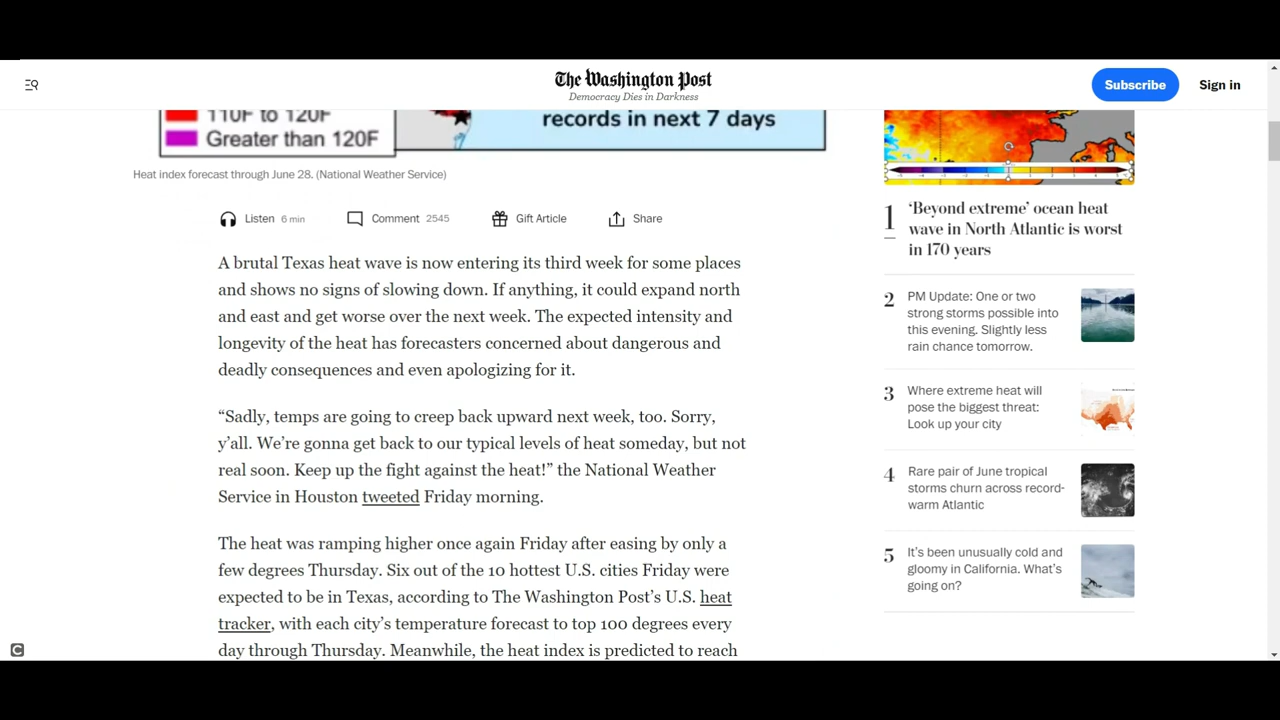 The Washington Post
Democracy Dies in Darkness
Subscribe
Sign in
110F to 120F
Greater than 120F
records in next 7 days
Heat index forecast through June 28. (National Weather Service)
Listen 6 min
Comment 2545
Gift Article
Share
A brutal Texas heat wave is now entering its third week for some places
and shows no signs of slowing down. If anything, it could expand north
and east and get worse over the next week. The expected intensity and
longevity of the heat has forecasters concerned about dangerous and
deadly consequences and even apologizing for it.
“Sadly, temps are going to creep back upward next week, too. Sorry,
y’all. We’re gonna get back to our typical levels of heat someday, but not
real soon. Keep up the fight against the heat!” the National Weather
Service in Houston tweeted Friday morning.
The heat was ramping higher once again Friday after easing by only a
few degrees Thursday. Six out of the 10 hottest U.S. cities Friday were
expected to be in Texas, according to The Washington Post’s U.S. heat
tracker, with each city’s temperature forecast to top 100 degrees every
day through Thursday. Meanwhile, the heat index is predicted to reach
1
‘Beyond extreme’ ocean heat
wave in North Atlantic is worst
in 170 years
2
PM Update: One or two
strong storms possible into
this evening. Slightly less
rain chance tomorrow.
3
Where extreme heat will
pose the biggest threat:
Look up your city
4
Rare pair of June tropical
storms churn across record-
warm Atlantic
5
It’s been unusually cold and
gloomy in California. What’s
going on?